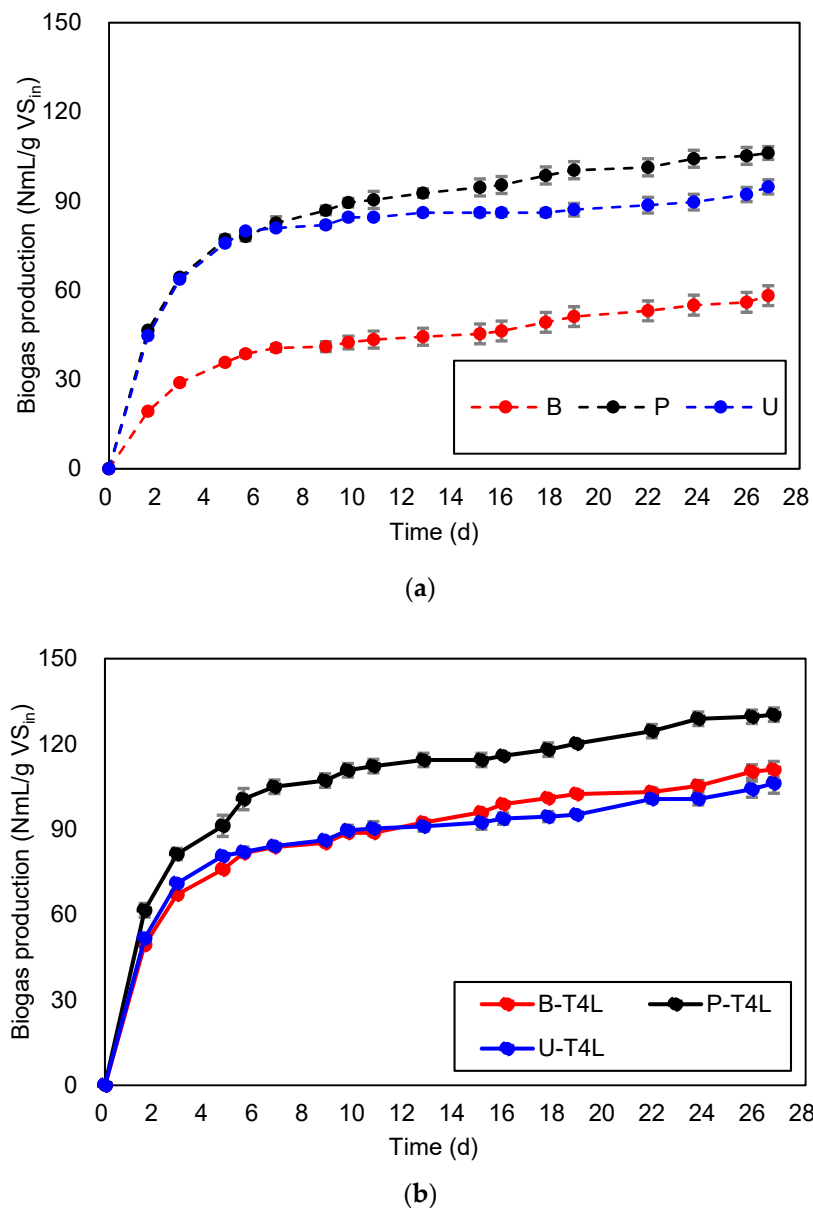 150
120
90
60
30
0
Biogas production (NmL/g VSin)
B P U
0 2 4 6 8 10 12 14 16 18 20 22 24 26 28
Time (d)
(a)
150
120
90
60
30
0
Biogas production (NmL/g VSin)
B-T4L P-T4L
U-T4L
0 2 4 6 8 10 12 14 16 18 20 22 24 26 28
Time (d)
(b)